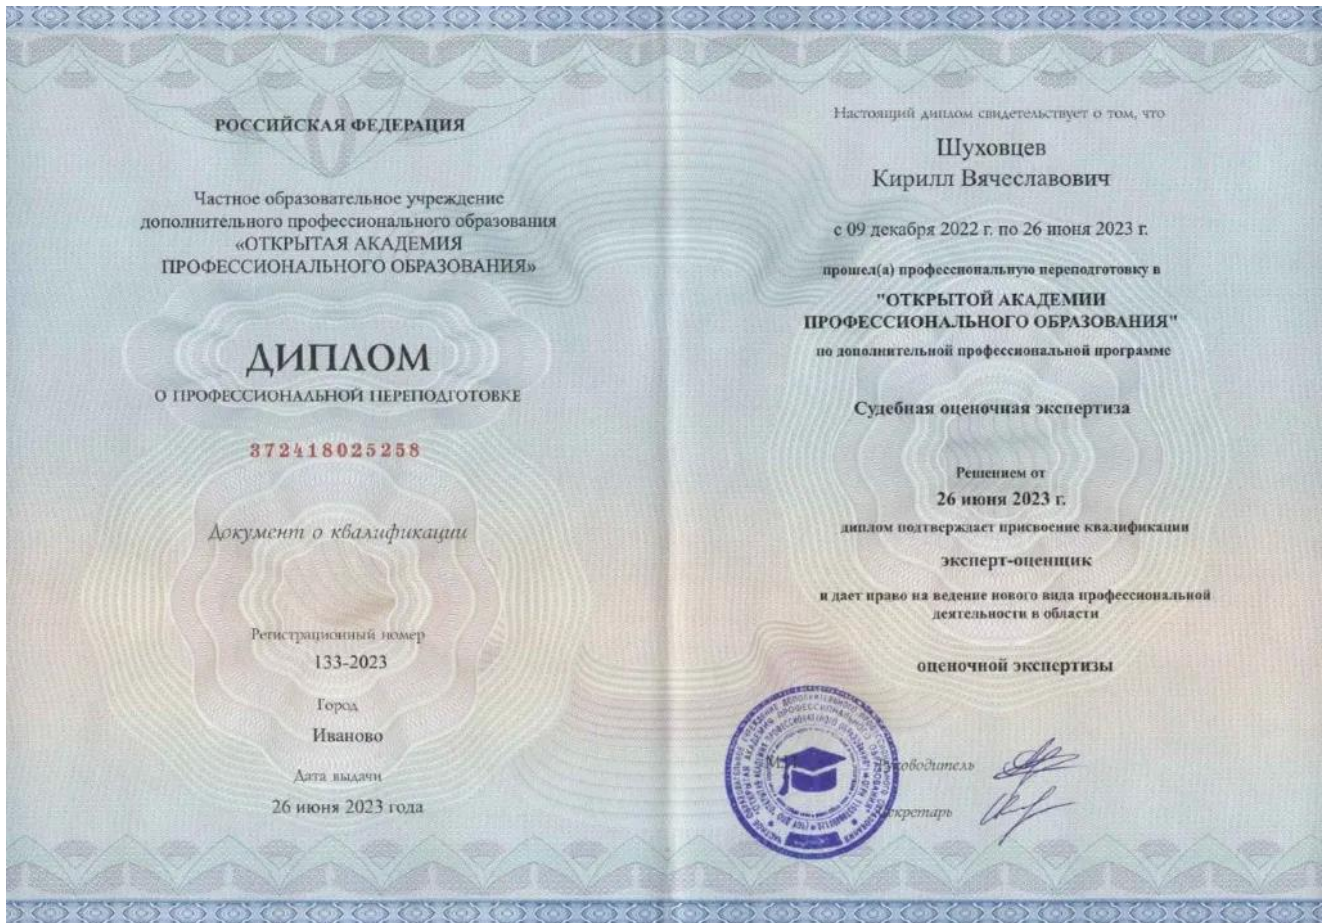 РОССИЙСКАЯ ФЕДЕРАЦИЯ
Частное образовательное учреждение
дополнительного профессионального образования
«ОТКРЫТАЯ АКАДЕМИЯ
ПРОФЕССИОНАЛЬНОГО ОБРАЗОВАНИЯ»
ДИПЛОМ
О ПРОФЕССИОНАЛЬНОЙ ПЕРЕПОДГОТОВКЕ
372418025258
Документ о квалификации
Регистрационный номер
133-2023
Город
Иваново
Дата выдачи
26 июня 2023 года
Настоящий диплом свидетельствует о том, что
Шуховцев
Кирилл Вячеславович
с 09 декабря 2022 г. по 26 июня 2023 г.
прошел(а) профессиональную переподготовку в
"ОТКРЫТОЙ АКАДЕМИИ
ПРОФЕССИОНАЛЬНОГО ОБРАЗОВАНИЯ"
по дополнительной профессиональной программе
Судебная оценочная экспертиза
Решением от
26 июня 2023 г.
диплом подтверждает присвоение квалификации
эксперт-оценщик
и дает право на ведение нового вида профессиональной
деятельности в области
оценочной экспертизы
Руководитель
Секретарь